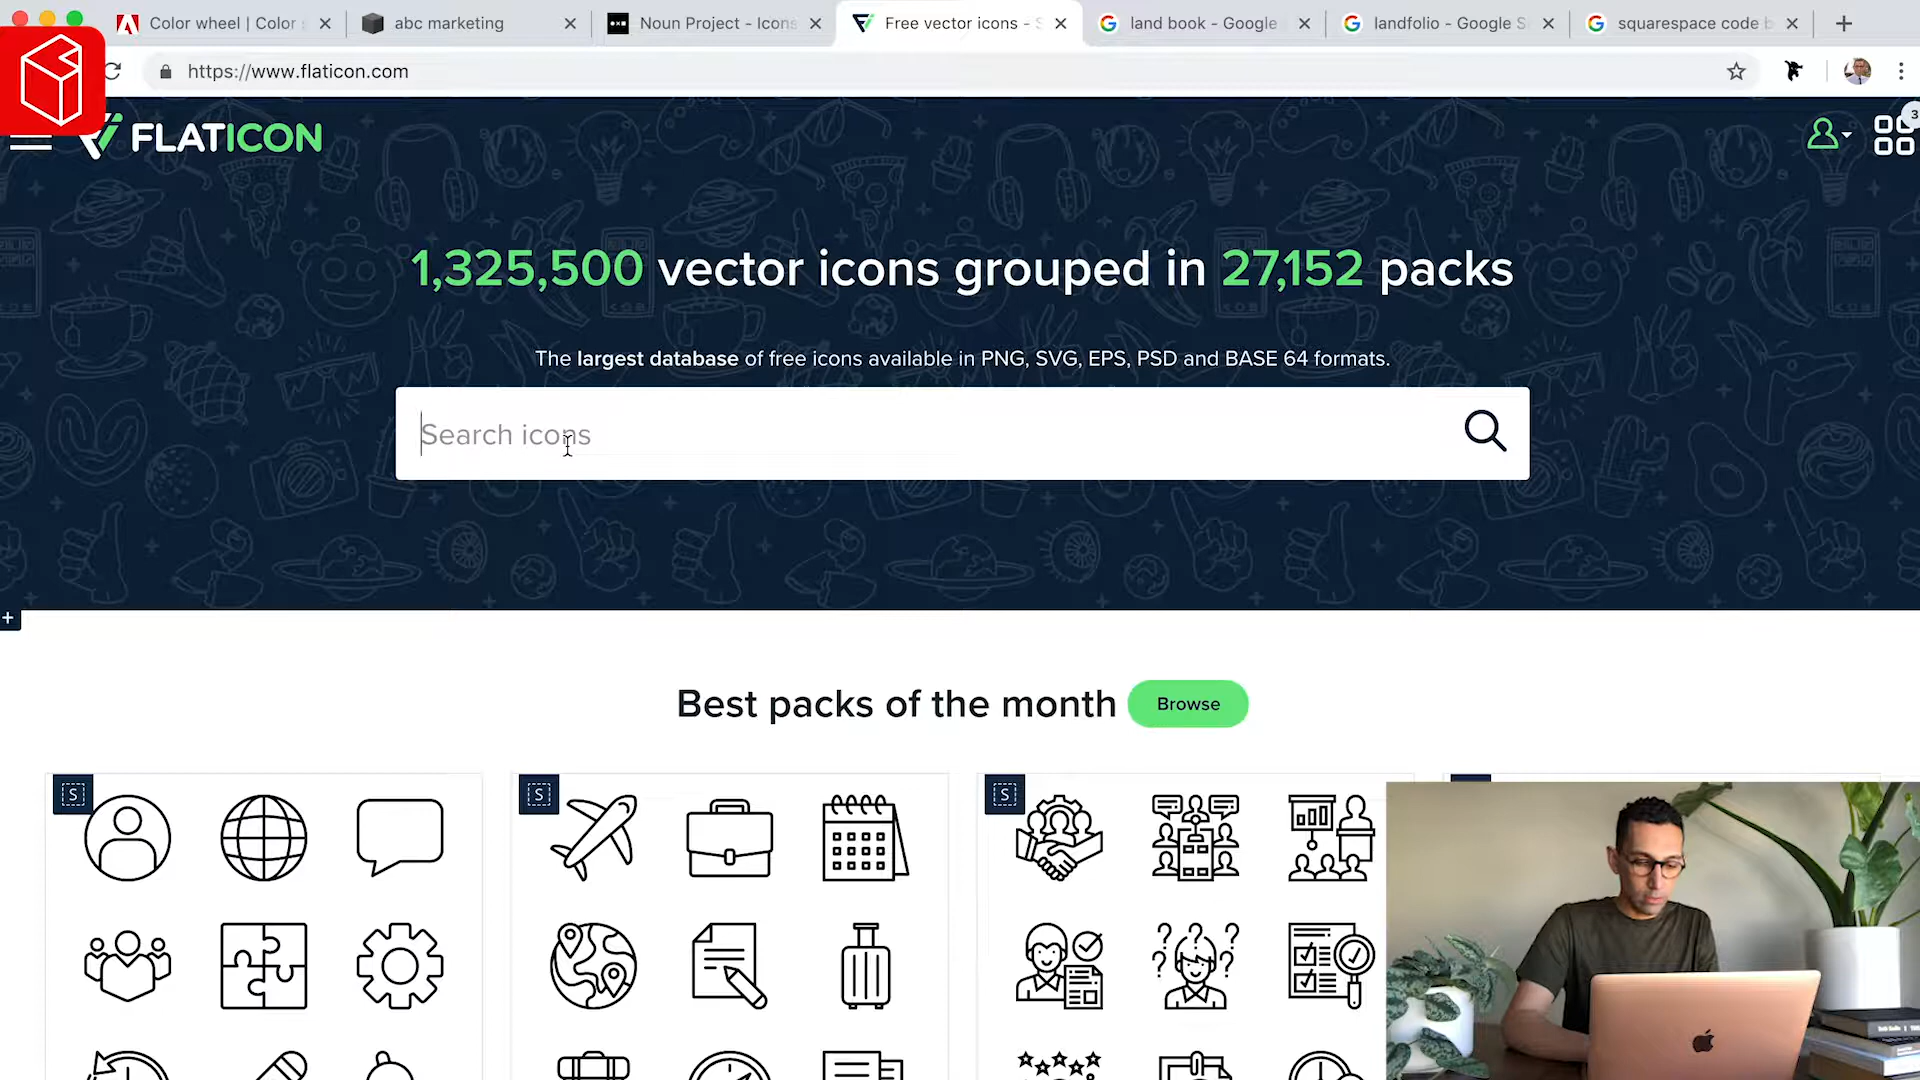 Color wheel | Color
abc marketing
Noun Project - Icons
Free vector icons - S
land book - Google
landfolio - Google S
squarespace code b
https://www.flaticon.com
3
FLATICON
1,325,500 vector icons grouped in 27,152 packs
The largest database of free icons available in PNG, SVG, EPS, PSD and BASE 64 formats.
Search icons
+
Best packs of the month
Browse
S
S
S